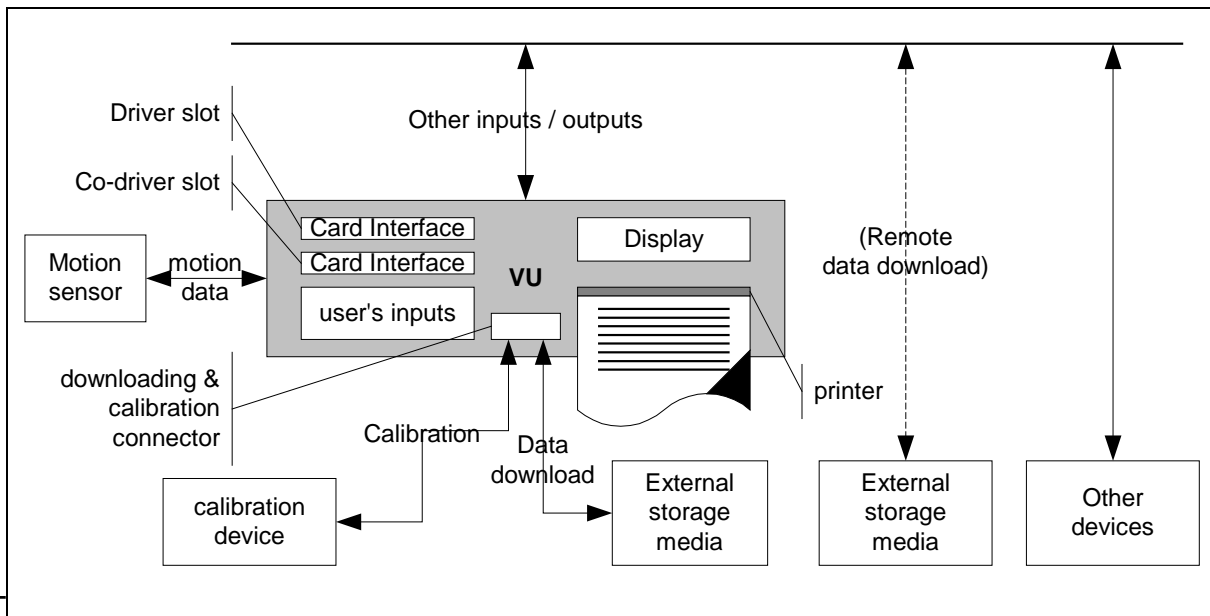 Driver slot
Other inputs / outputs
Co-driver slot
Card Interface
Display
(Remote
data download)
Card Interface
Motion
sensor
motion
data
VU
user's inputs
downloading &
calibration
connector
printer
Calibration
Data
download
calibration
device
External
storage
media
External
storage
media
Other
devices